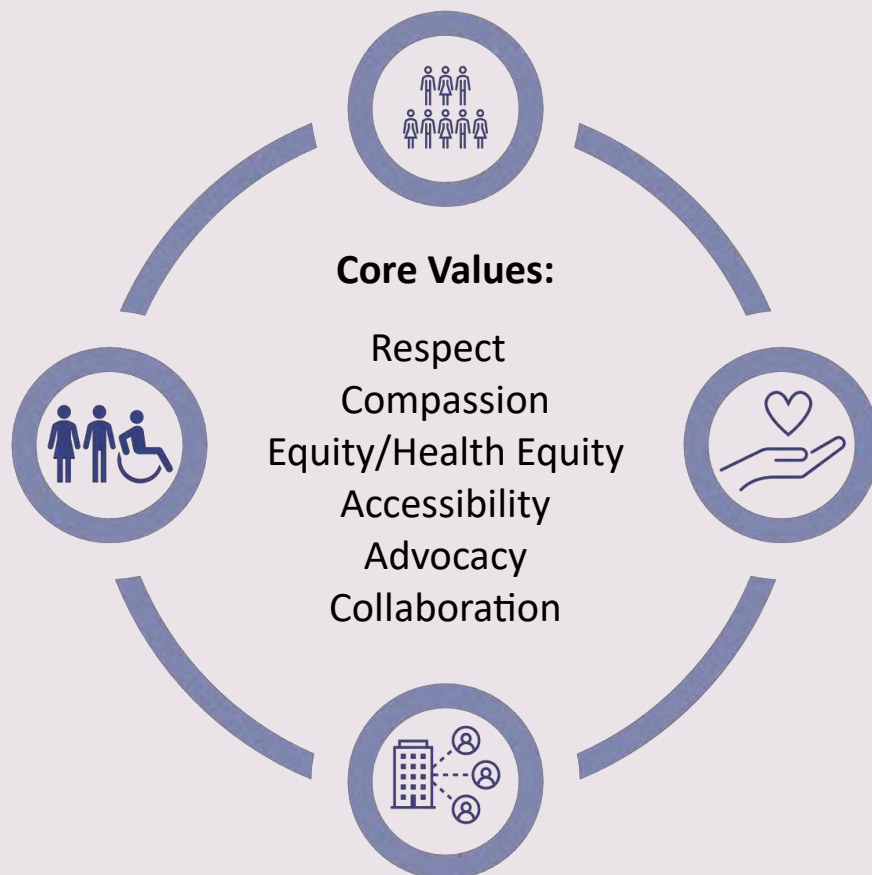 Core Values:
Respect
Compassion
Equity/Health Equity
Accessibility
Advocacy
Collaboration